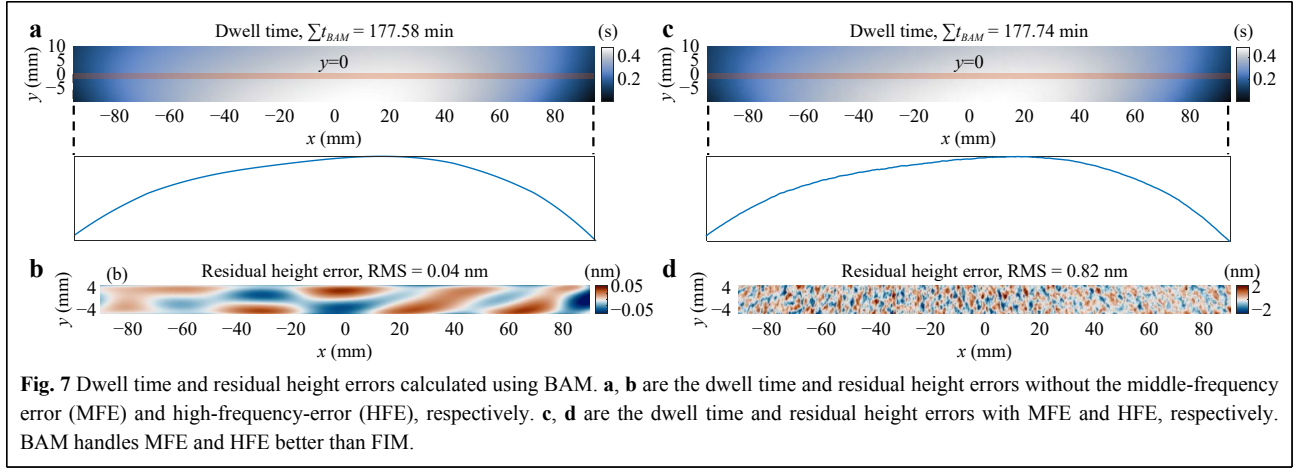 a
Dwell time, ∑t_BAM = 177.58 min
(s)
10
5
0
−5
y (mm)
y=0
0.4
0.2
−80 −60 −40 −20 0 20 40 60 80
x (mm)
c
Dwell time, ∑t_BAM = 177.74 min
(s)
10
5
0
−5
y (mm)
y=0
0.4
0.2
−80 −60 −40 −20 0 20 40 60 80
x (mm)
b
(b)
Residual height error, RMS = 0.04 nm
(nm)
4
−4
y (mm)
0.05
−0.05
−80 −60 −40 −20 0 20 40 60 80
x (mm)
d
Residual height error, RMS = 0.82 nm
(nm)
4
−4
y (mm)
2
−2
−80 −60 −40 −20 0 20 40 60 80
x (mm)
Fig. 7 Dwell time and residual height errors calculated using BAM. a, b are the dwell time and residual height errors without the middle-frequency
error (MFE) and high-frequency-error (HFE), respectively. c, d are the dwell time and residual height errors with MFE and HFE, respectively.
BAM handles MFE and HFE better than FIM.